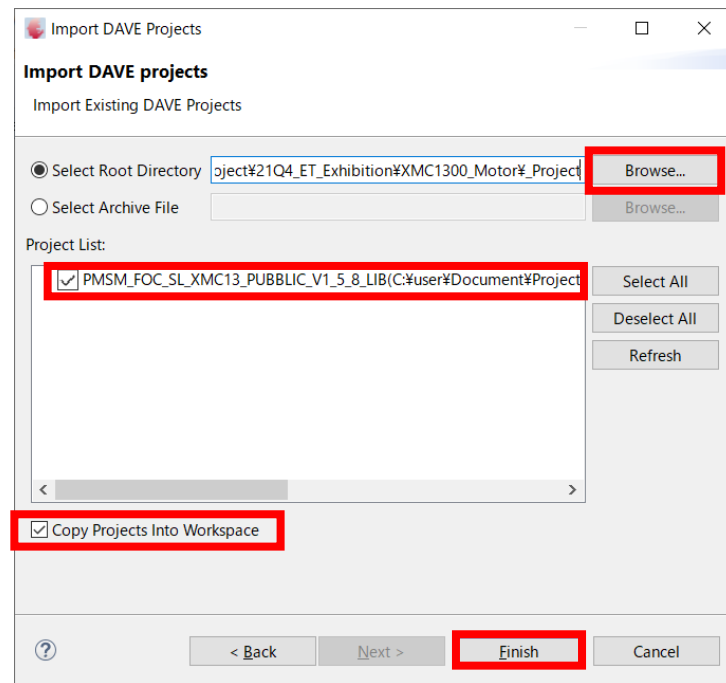 Import DAVE Projects
Import DAVE projects
Import Existing DAVE Projects
Select Root Directory oject¥21Q4_ET_Exhibition¥XMC1300_Motor¥_Project Browse...
Select Archive File Browse...
Project List:
PMSM_FOC_SL_XMC13_PUBBLIC_V1_5_8_LIB(C:¥user¥Document¥Project Select All
Deselect All
Refresh
Copy Projects Into Workspace
< Back Next > Finish Cancel